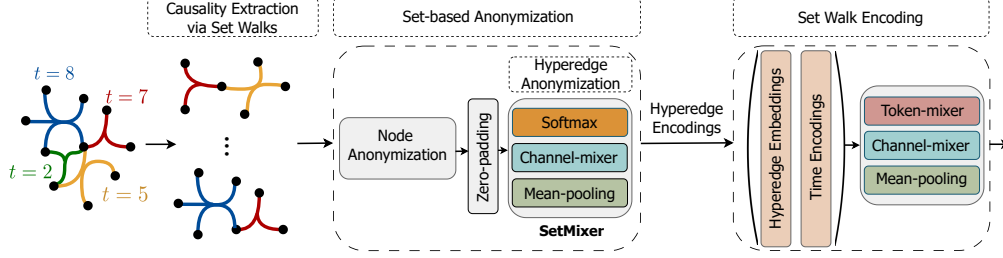 Causality Extraction
via Set Walks
Set-based Anonymization
Set Walk Encoding
t = 8
t = 7
t = 2
t = 5
...
Node
Anonymization
Zero-padding
Hyperedge
Anonymization
Softmax
Channel-mixer
Mean-pooling
SetMixer
Hyperedge
Encodings
Hyperedge Embeddings
Time Encodings
Token-mixer
Channel-mixer
Mean-pooling